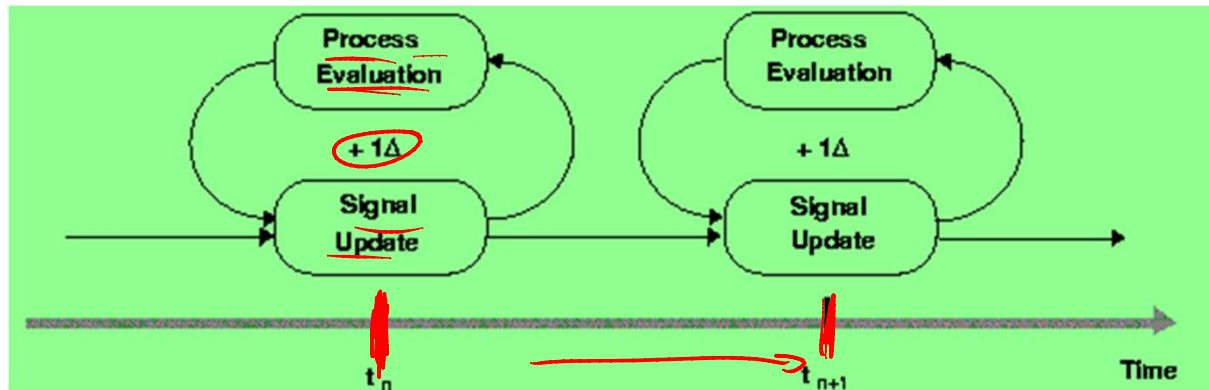 Process
Evaluation
+ 1Δ
Signal
Update
Process
Evaluation
+ 1Δ
Signal
Update
t n
t n+1
Time